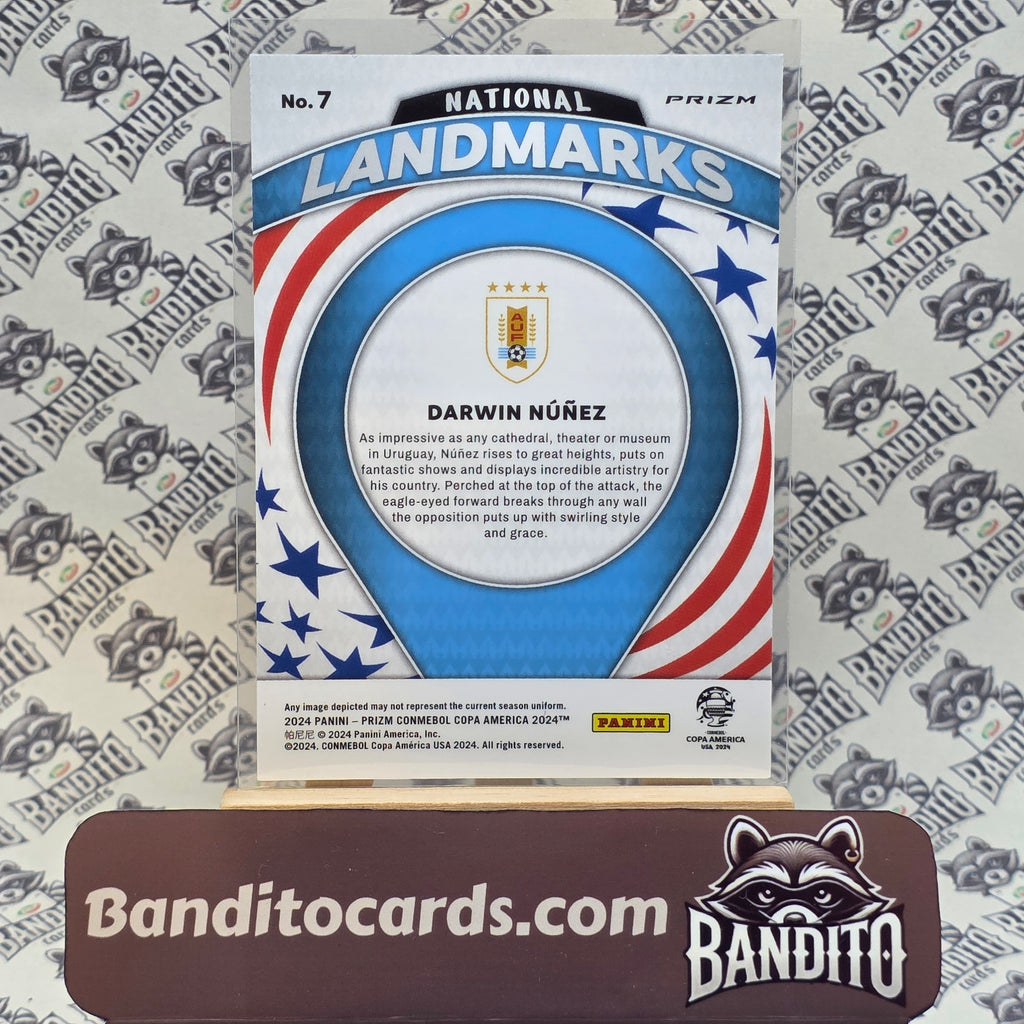 No. 7
NATIONAL
PRIZM
LANDMARKS
AUF
DARWIN NÚÑEZ
As impressive as any cathedral, theater or museum
in Uruguay, Núñez rises to great heights, puts on
fantastic shows and displays incredible artistry for
his country. Perched at the top of the attack, the
eagle-eyed forward breaks through any wall
the opposition puts up with swirling style
and grace.
Any image depicted may not represent the current season uniform.
2024 PANINI – PRIZM CONMEBOL COPA AMERICA 2024™
帕尼尼 © 2024 Panini America, Inc.
©2024. CONMEBOL Copa América USA 2024. All rights reserved.
PANINI
CONMEBOL
COPA AMERICA
USA 2024
Banditocards.com
BANDITO
BANDITO
cards